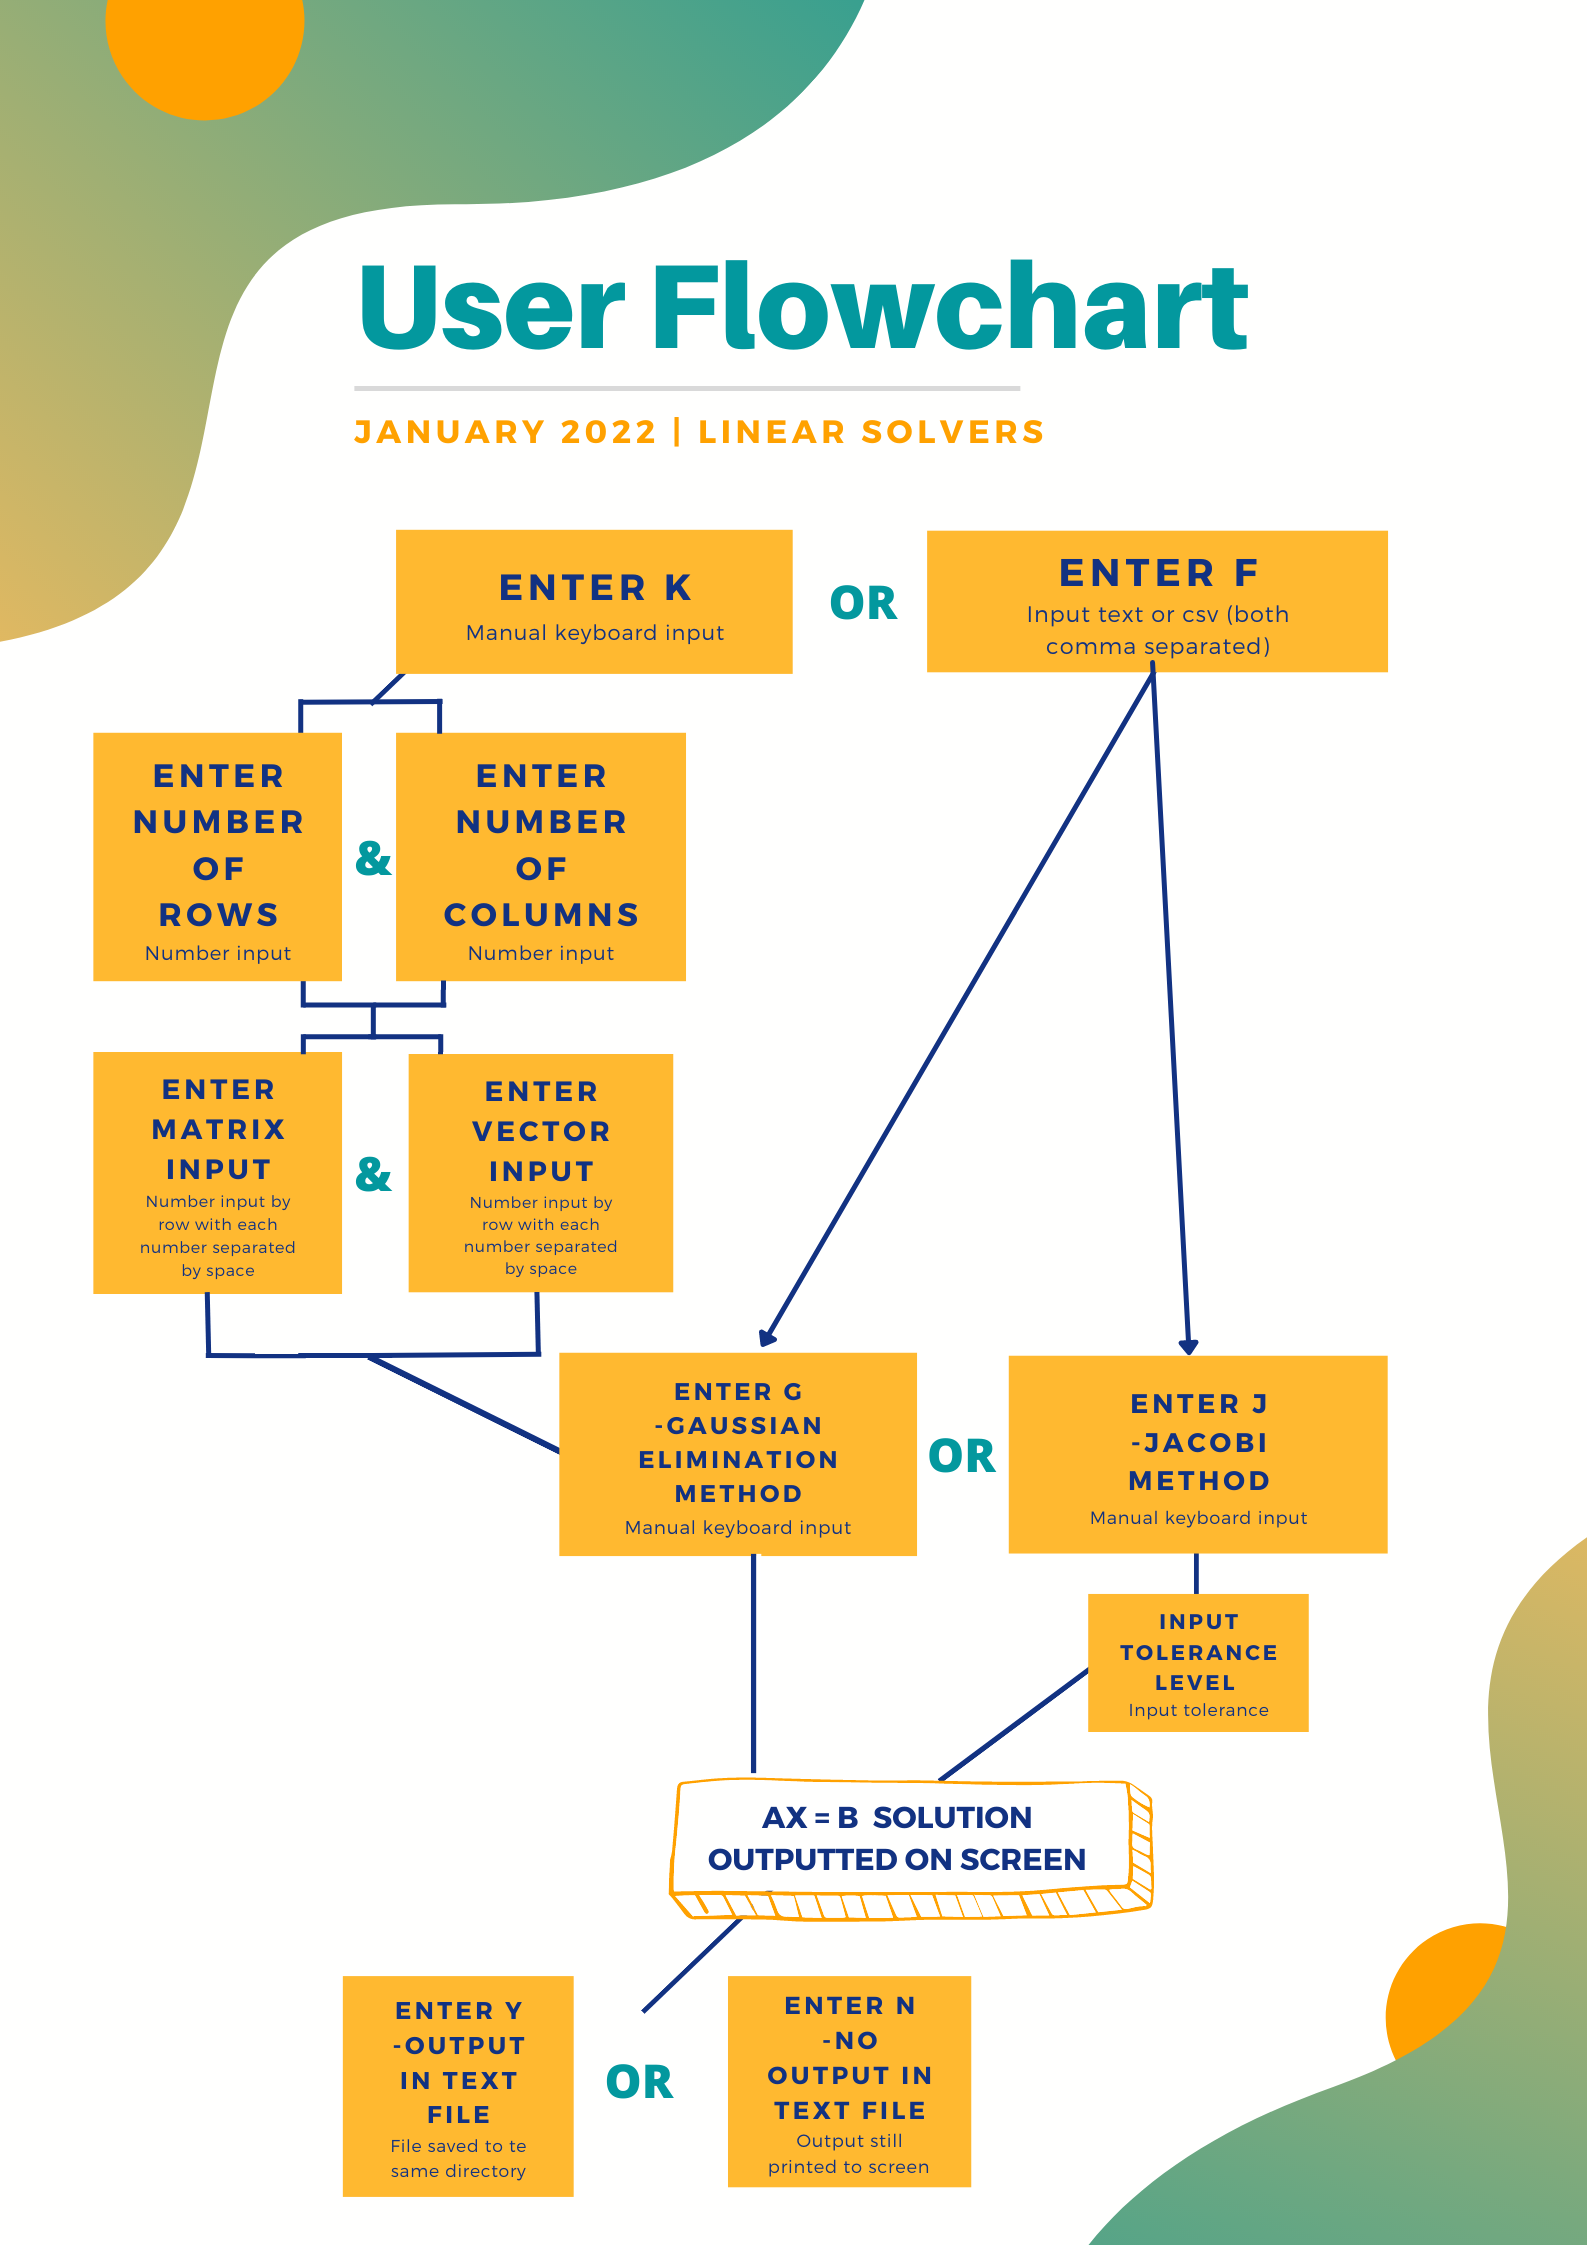 User Flowchart
JANUARY 2022 | LINEAR SOLVERS
ENTER K
Manual keyboard input
OR
ENTER F
Input text or csv (both
comma separated)
ENTER
NUMBER
OF
ROWS
Number input
&
ENTER
NUMBER
OF
COLUMNS
Number input
ENTER
MATRIX
INPUT
Number input by
row with each
number separated
by space
&
ENTER
VECTOR
INPUT
Number input by
row with each
number separated
by space
ENTER G
-GAUSSIAN
ELIMINATION
METHOD
Manual keyboard input
OR
ENTER J
-JACOBI
METHOD
Manual keyboard input
INPUT
TOLERANCE
LEVEL
Input tolerance
AX = B  SOLUTION
OUTPUTTED ON SCREEN
ENTER Y
-OUTPUT
IN TEXT
FILE
File saved to te
same directory
OR
ENTER N
-NO
OUTPUT IN
TEXT FILE
Output still
printed to screen